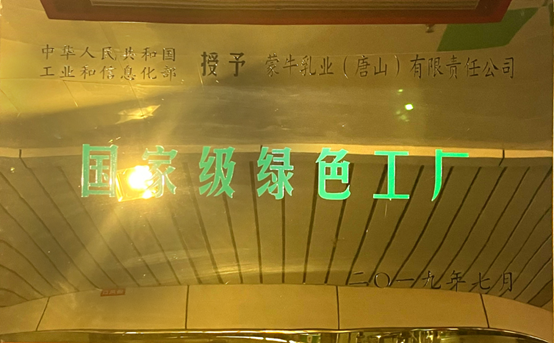 中华人民共和国
工业和信息化部 授予 蒙牛乳业（唐山）有限责任公司
国家级绿色工厂
二〇一九年七月